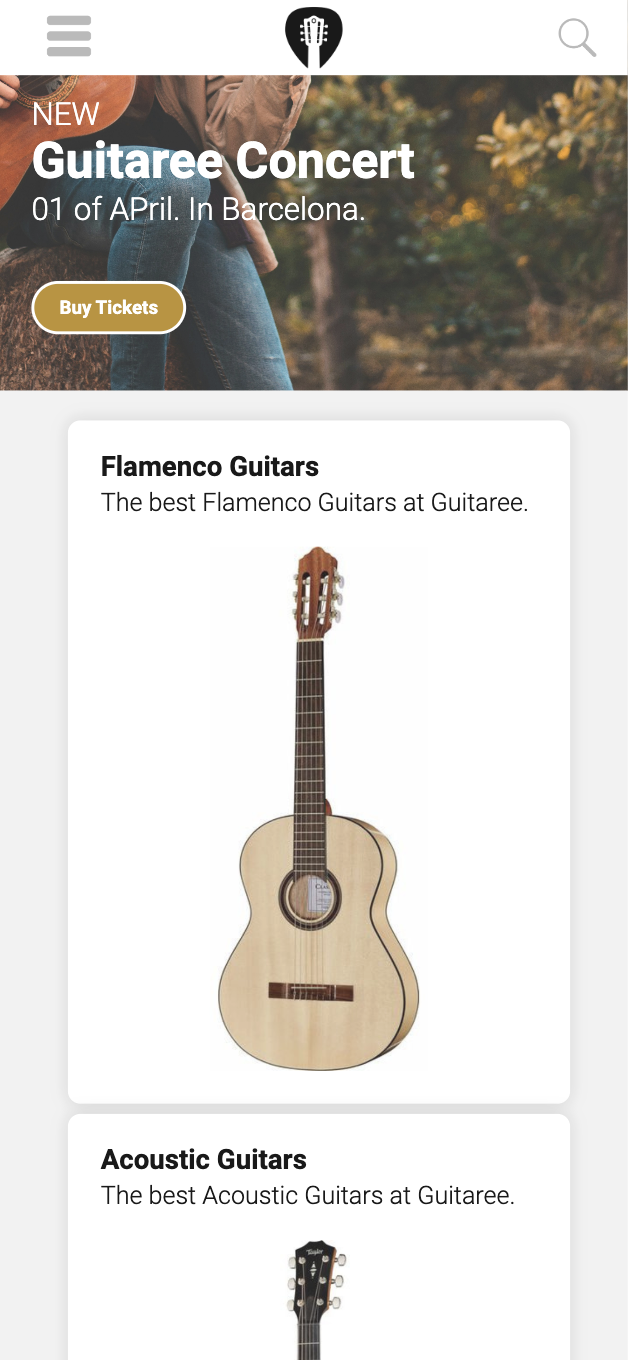 NEW
Guitaree Concert
01 of APril. In Barcelona.
Buy Tickets
Flamenco Guitars
The best Flamenco Guitars at Guitaree.
Acoustic Guitars
The best Acoustic Guitars at Guitaree.
Taylor